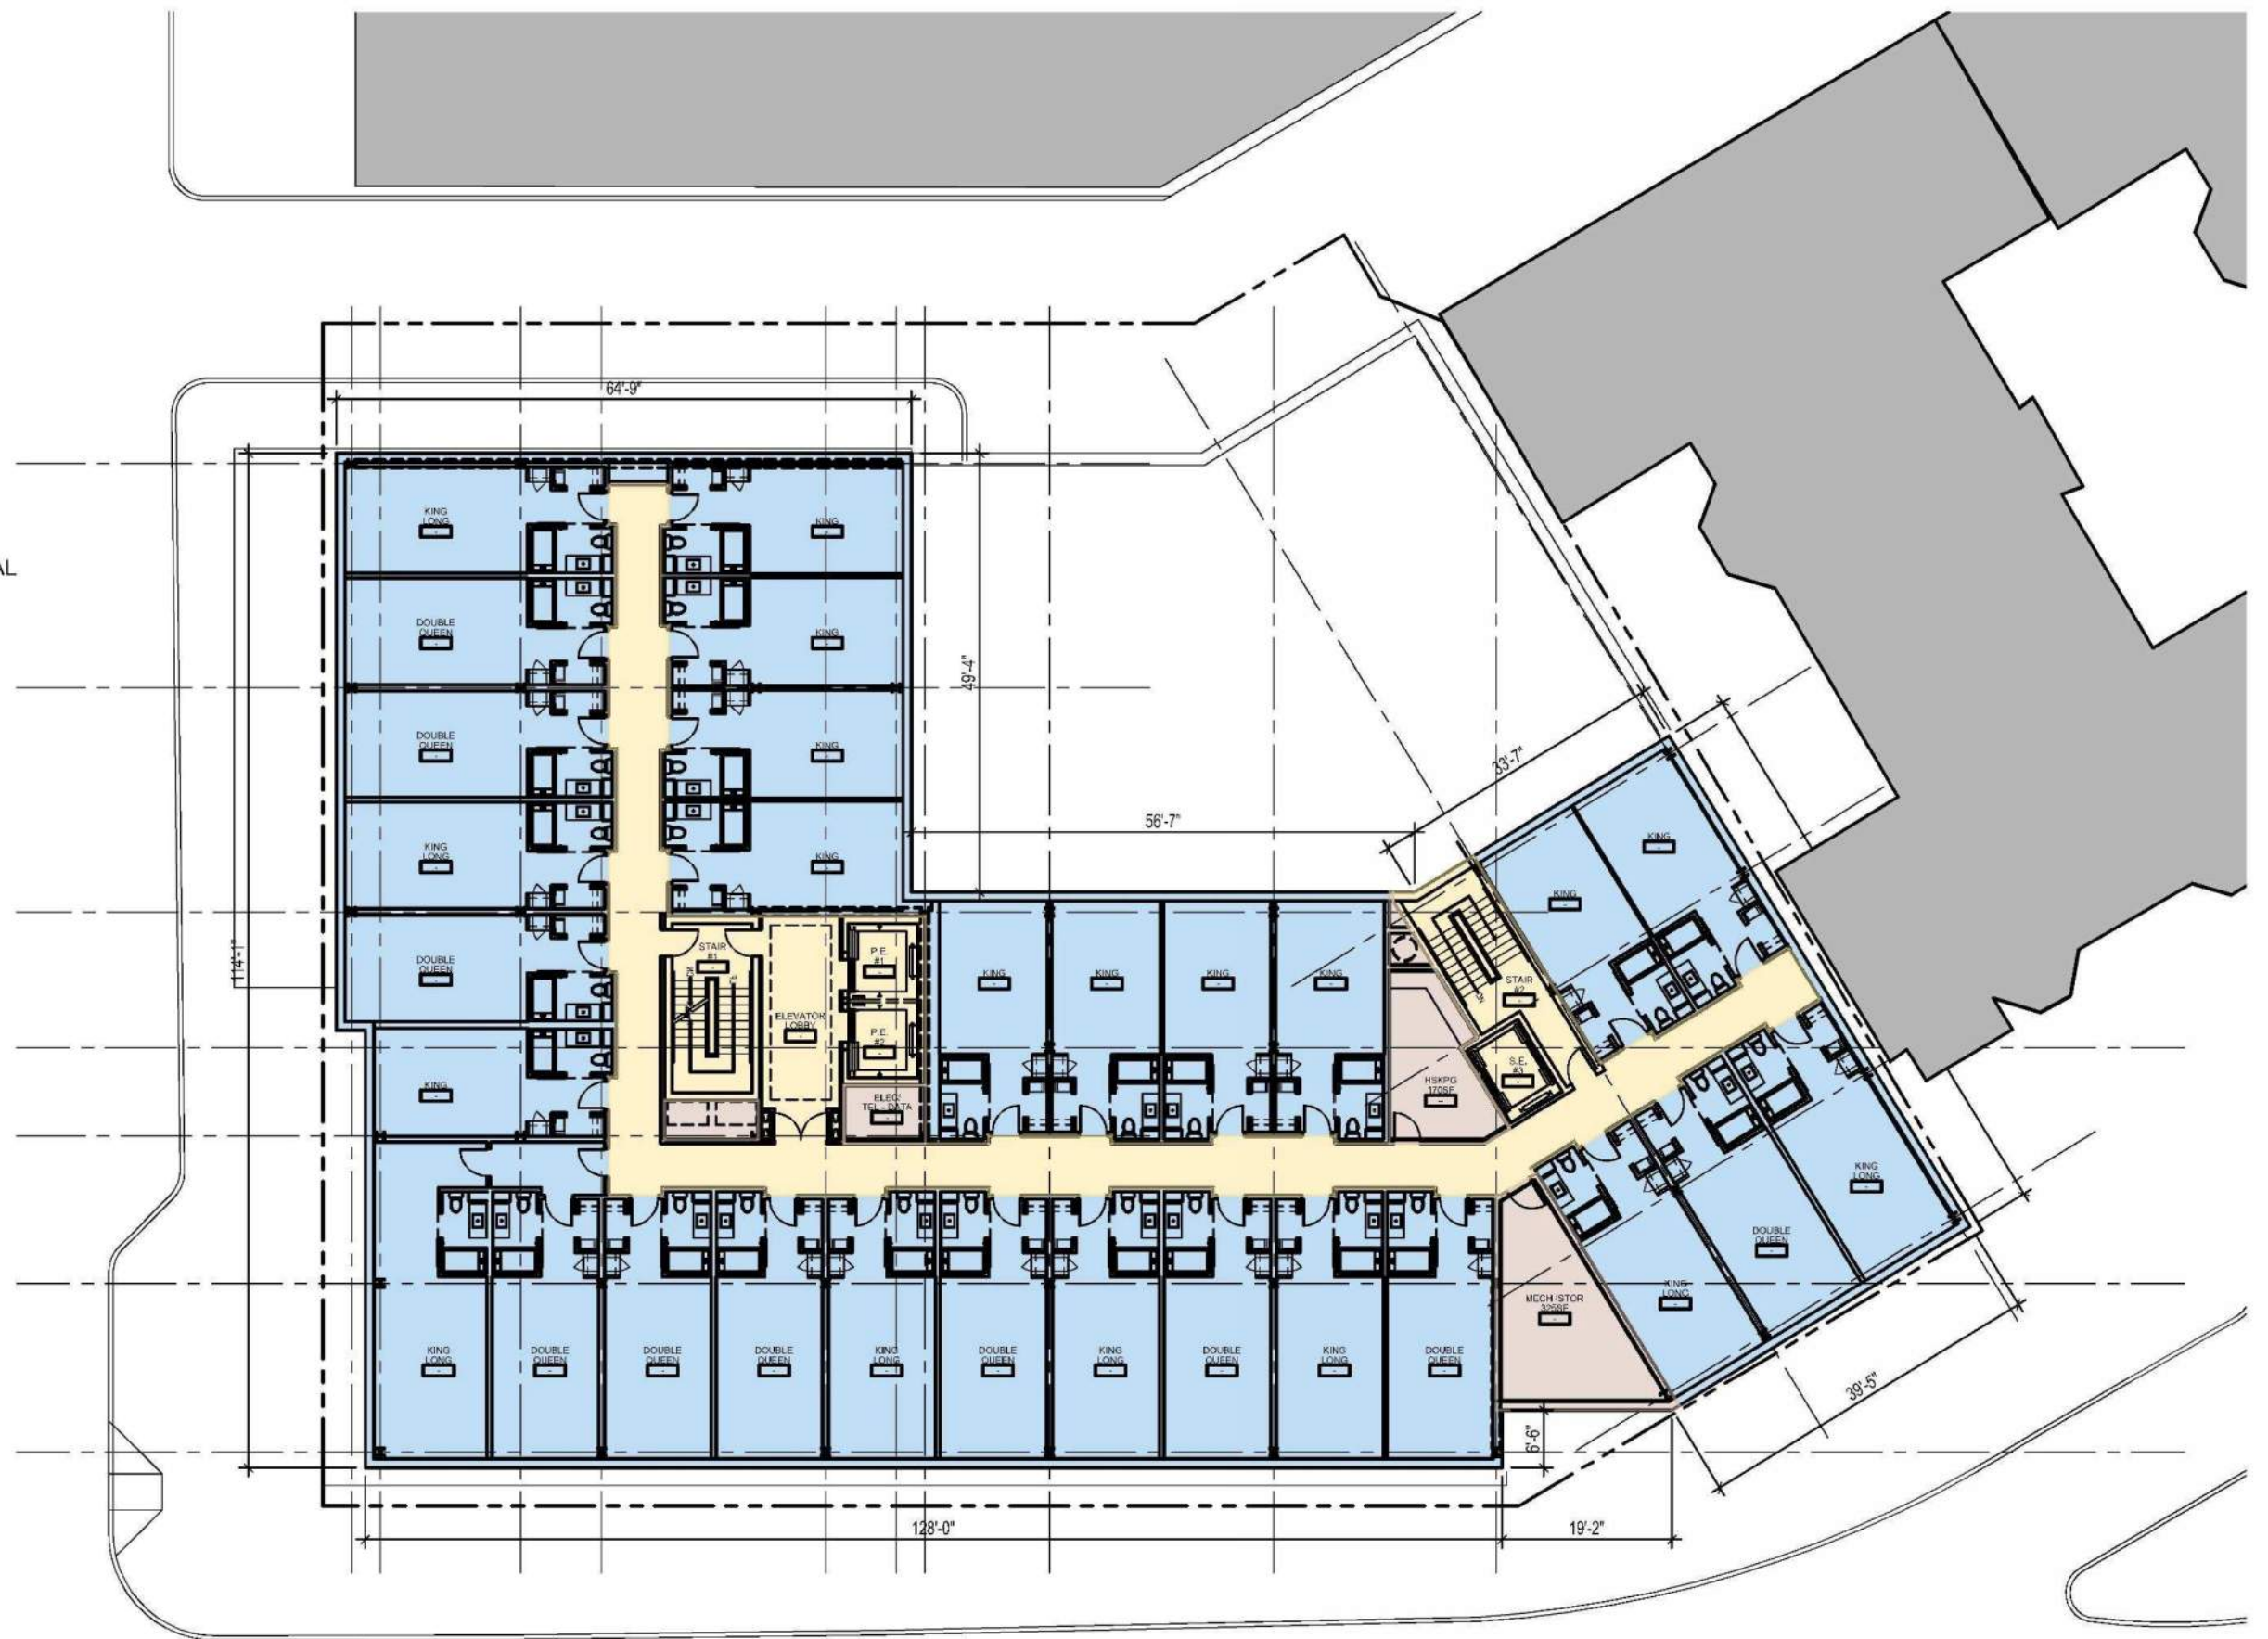 64'-9"
KING
LONG
KING
AL
DOUBLE
QUEEN
KING
49'-4"
DOUBLE
QUEEN
KING
33'-7"
56'-7"
KING
LONG
KING
KING
KING
114'-1"
DOUBLE
QUEEN
STAIR
#1
P.E.
#1
KING
KING
KING
KING
STAIR
#2
ELEVATOR
LOBBY
P.E.
#2
S.E.
#3
KING
ELEC/
TEL - DATA
HSKPG
170SF
KING
LONG
DOUBLE
QUEEN
KING
LONG
MECH /STOR
325SF
KING
LONG
DOUBLE
QUEEN
DOUBLE
QUEEN
DOUBLE
QUEEN
KING
LONG
DOUBLE
QUEEN
KING
LONG
DOUBLE
QUEEN
KING
LONG
DOUBLE
QUEEN
39'-5"
6'-6"
128'-0"
19'-2"